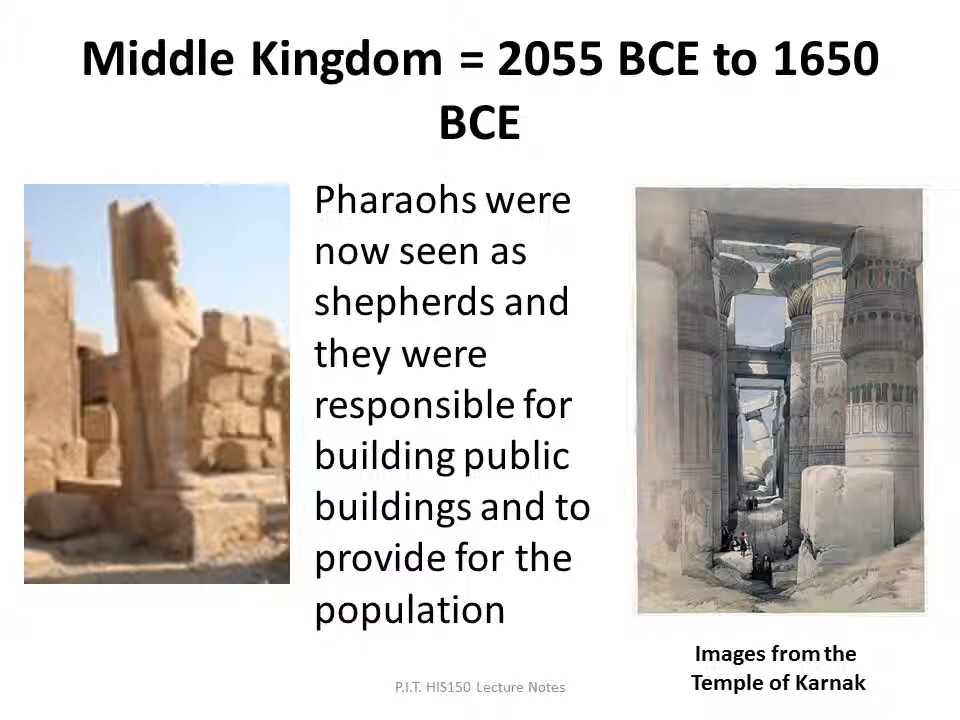 Middle Kingdom = 2055 BCE to 1650
BCE
Pharaohs were
now seen as
shepherds and
they were
responsible for
building public
buildings and to
provide for the
population
Images from the
Temple of Karnak
P.I.T. HIS150 Lecture Notes